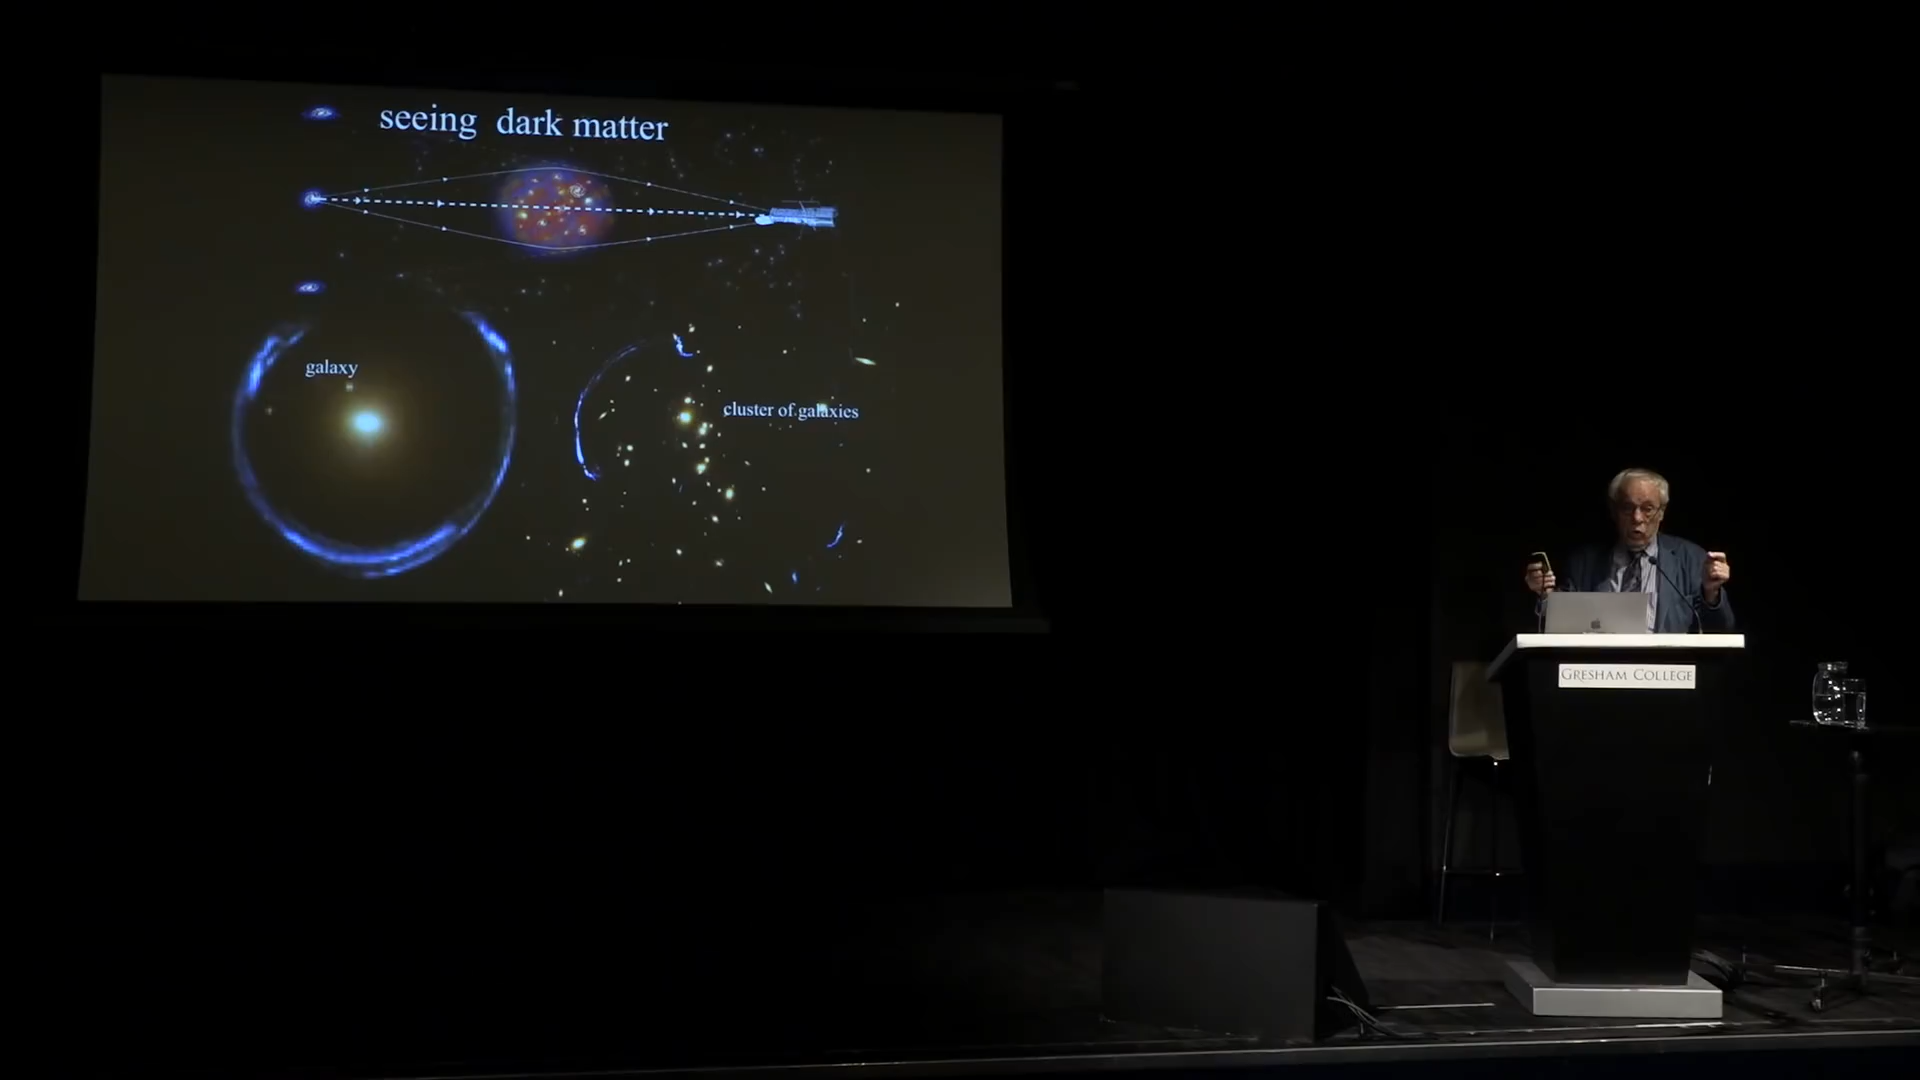 seeing dark matter
galaxy
cluster of galaxies
GRESHAM COLLEGE